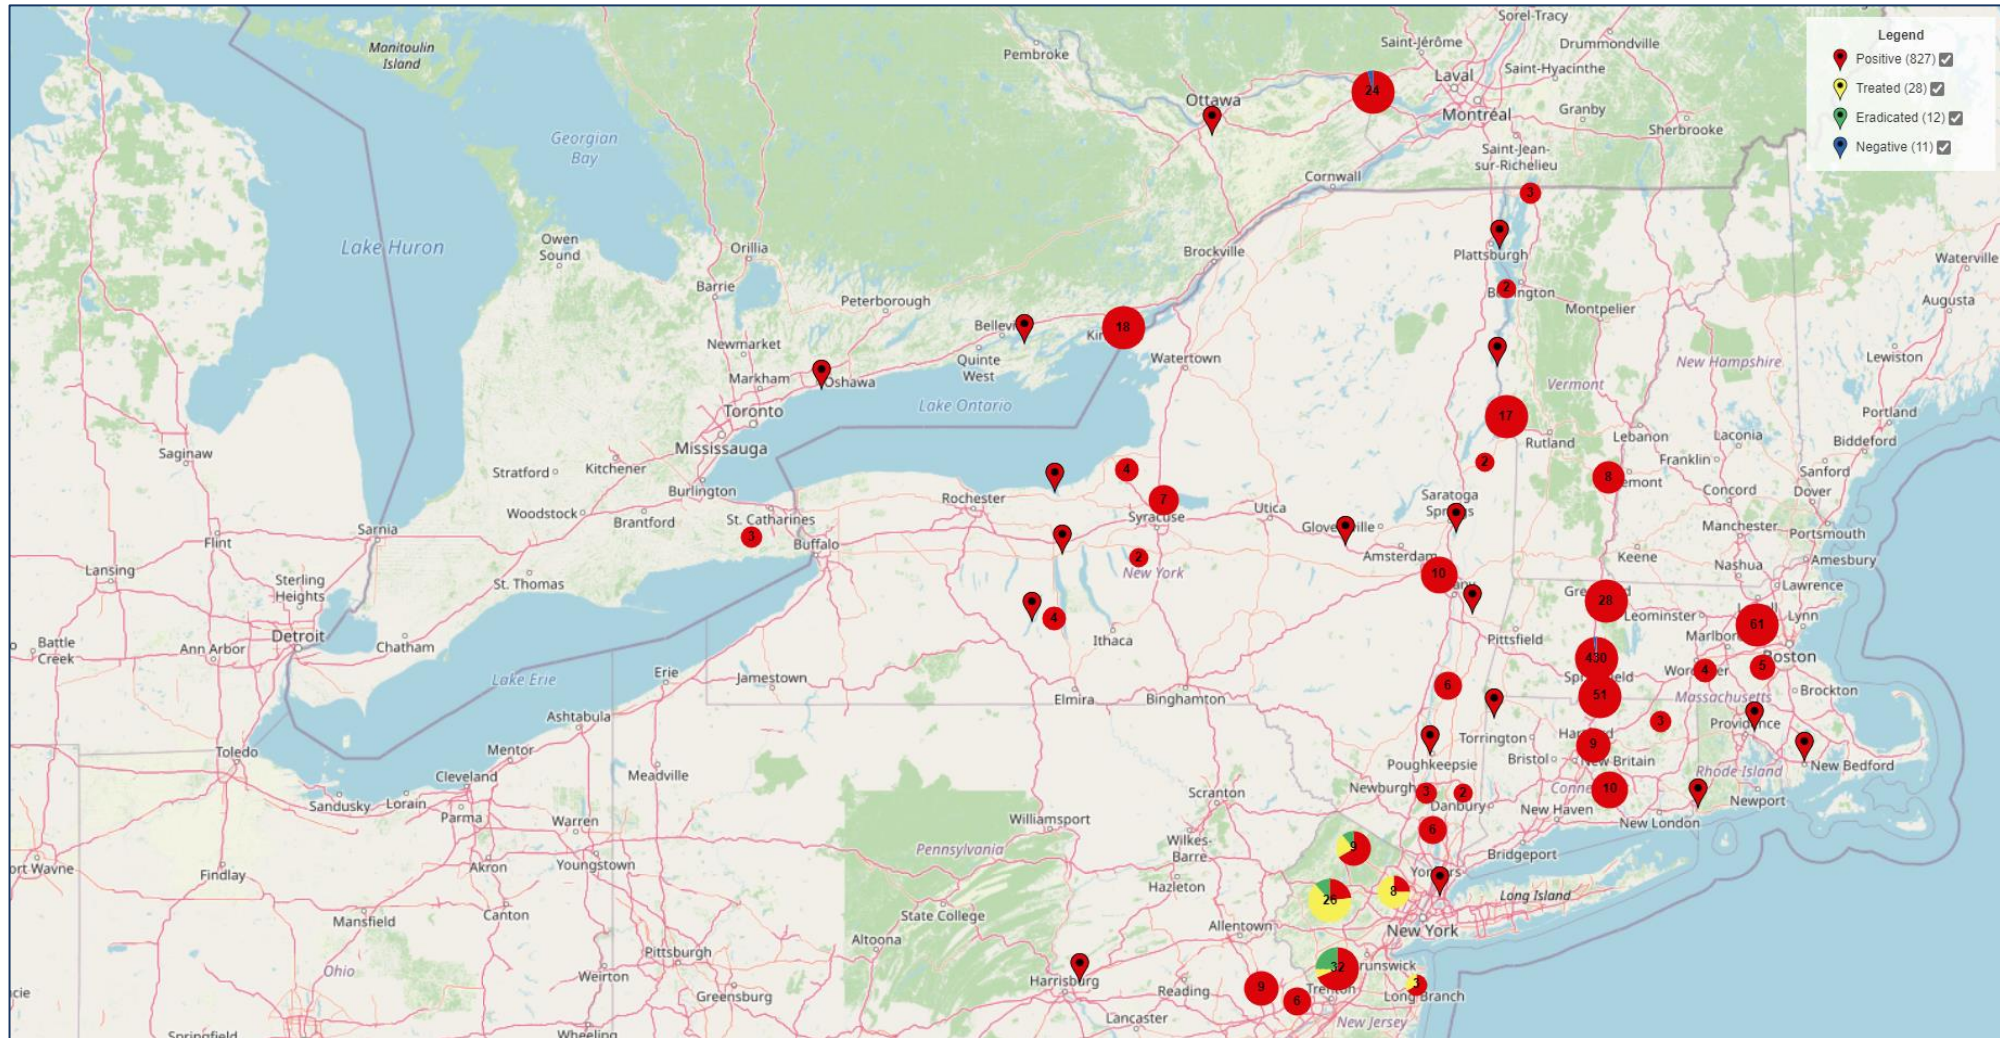 Sorel-Tracy
Manitoulin
Island
Pembroke
Saint-Jérôme
Drummondville
Laval
Saint-Hyacinthe
24
Ottawa
Montréal
Granby
Sherbrooke
Georgian
Bay
Saint-Jean-
sur-Richelieu
Cornwall
3
Legend
Positive (827)
Treated (28)
Eradicated (12)
Negative (11)
Lake Huron
Owen
Sound
Orillia
Brockville
Plattsburgh
Waterville
Barrie
Peterborough
2
Montpelier
Augusta
18
Newmarket
Quinte
West
Watertown
New Hampshire
Lewiston
Markham
Oshawa
Vermont
Toronto
Lake Ontario
17
Portland
Mississauga
Rutland
Lebanon
Laconia
Biddeford
Saginaw
Stratford
Kitchener
4
2
8
Franklin
Sanford
Burlington
Rochester
7
Saratoga
Concord
Dover
Woodstock
Brantford
St. Catharines
Syracuse
Utica
Manchester
Portsmouth
Sarnia
3
Buffalo
Amsterdam
Keene
Nashua
Amesbury
Flint
2
New York
10
Lansing
Sterling
Heights
St. Thomas
28
Lawrence
4
Leominster
61
Lynn
Detroit
Ithaca
Pittsfield
Battle
Creek
Ann Arbor
Chatham
430
Boston
Lake Erie
Erie
Jamestown
Elmira
Binghamton
6
51
4
5
Massachusetts
Brockton
Ashtabula
3
Providence
Toledo
Mentor
Torrington
9
Cleveland
Meadville
Poughkeepsie
Bristol
New Britain
Rhode Island
New Bedford
Sandusky
Lorain
Parma
Warren
Scranton
Newburgh
3
2
Danbury
10
New Haven
Newport
New London
Williamsport
6
Akron
Youngstown
Pennsylvania
Wilkes-
Barre
9
Bridgeport
Findlay
Hazleton
26
8
Long Island
Mansfield
Canton
State College
Allentown
New York
Altoona
Pittsburgh
Ohio
Weirton
Harrisburg
32
Greensburg
Reading
9
6
3
Long Branch
Lancaster
New Jersey
Springfield
Wheeling